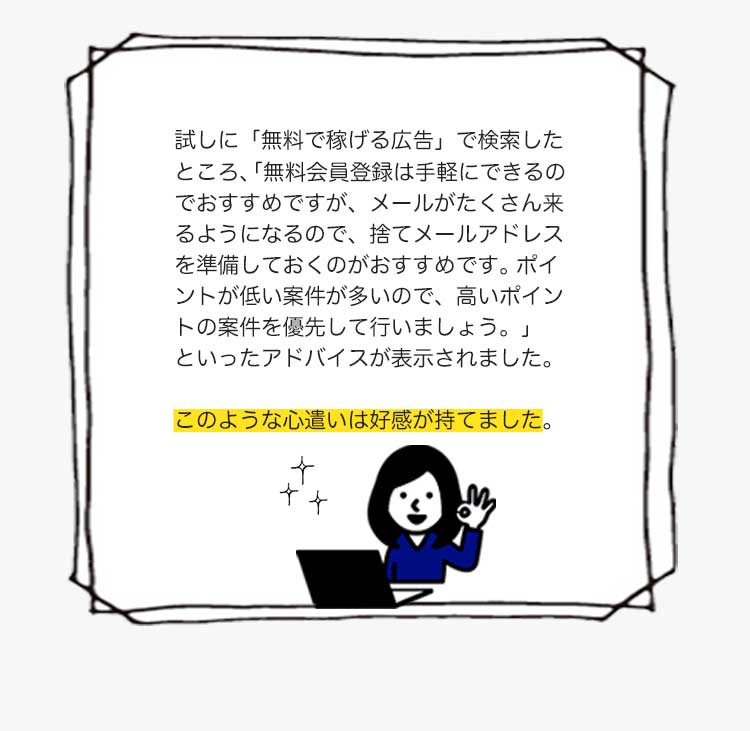 試しに「無料で稼げる広告」で検索した
ところ、「無料会員登録は手軽にできるの
でおすすめですが、メールがたくさん来
るようになるので、捨てメールアドレス
を準備しておくのがおすすめです。ポイ
ントが低い案件が多いので、高いポイン
トの案件を優先して行いましょう。」
といったアドバイスが表示されました。
このような心遣いは好感が持てました。